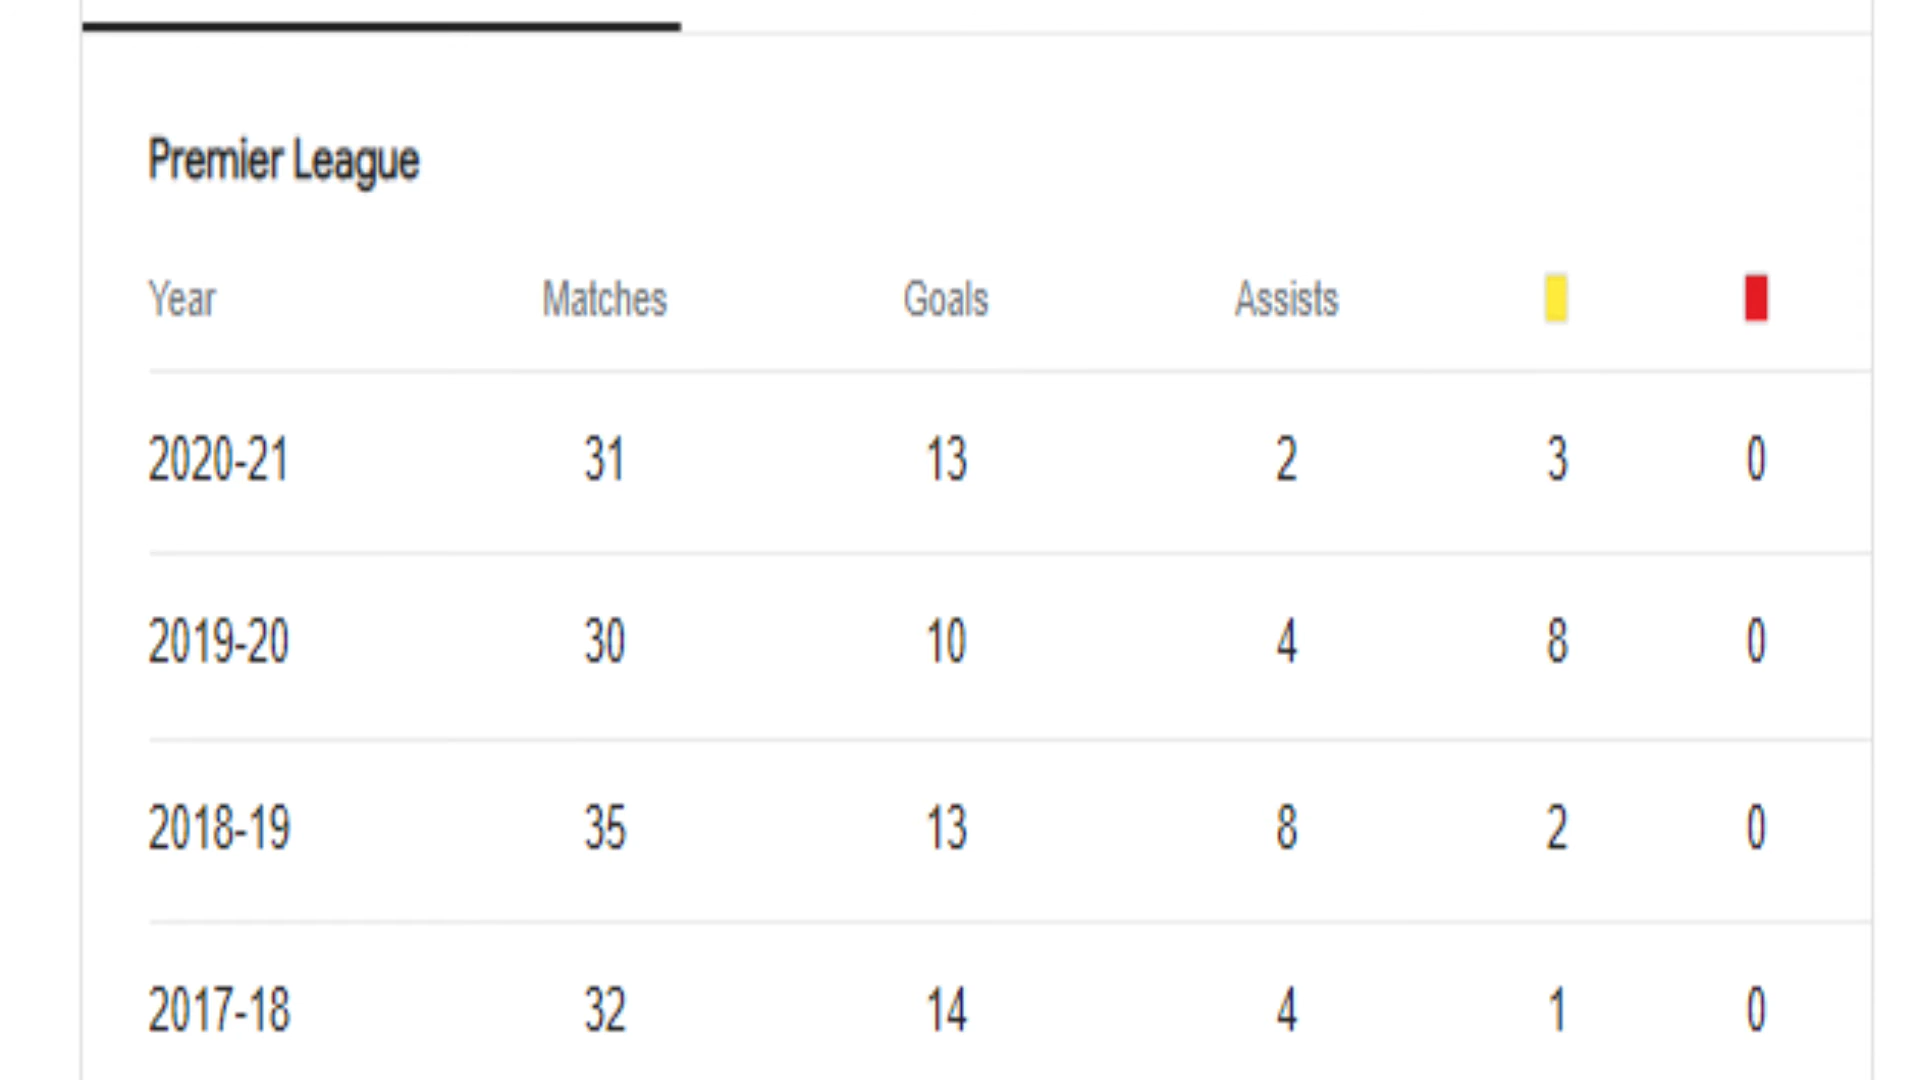 Premier League
Year Matches Goals Assists
2020-21 31 13 2 3 0
2019-20 30 10 4 8 0
2018-19 35 13 8 2 0
2017-18 32 14 4 1 0